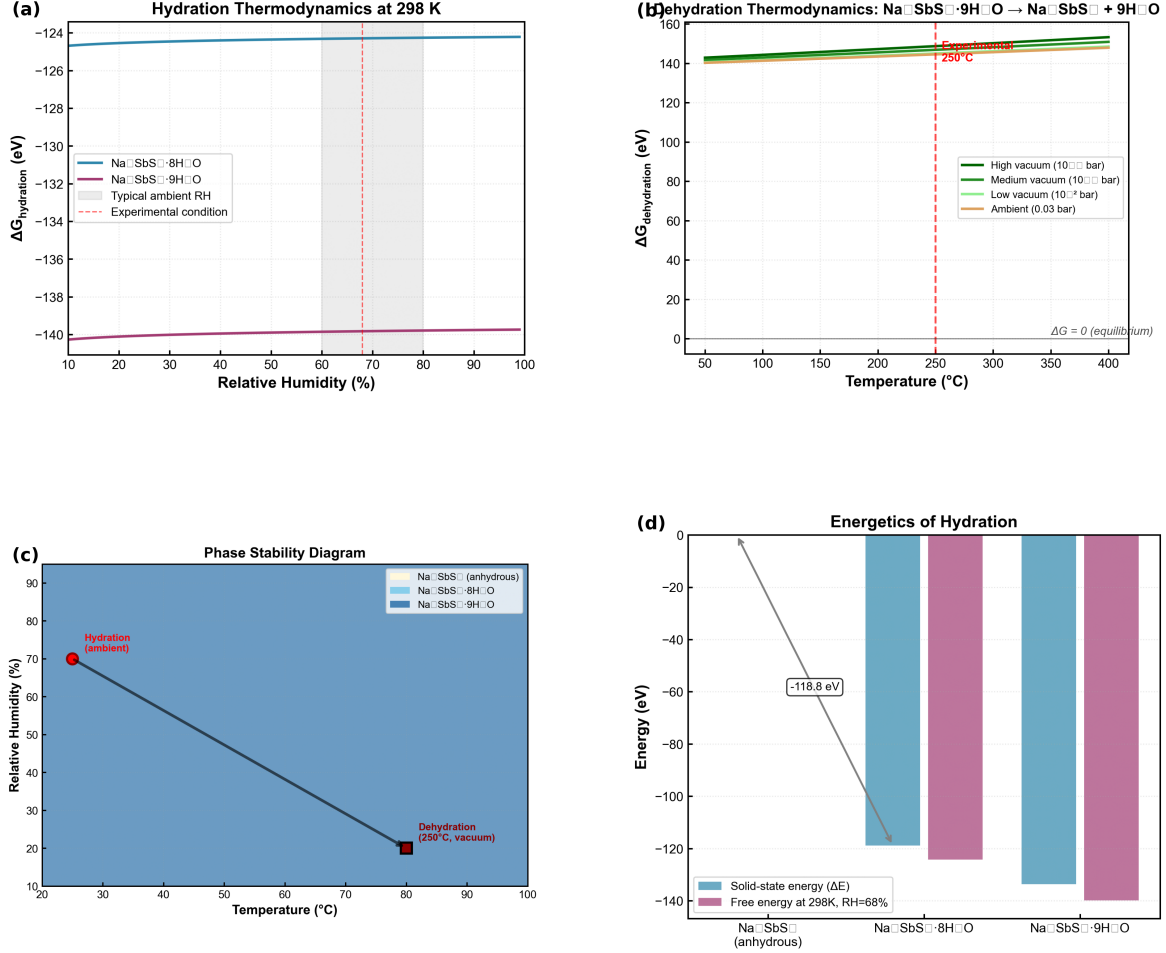 (a)
Hydration Thermodynamics at 298 K
−124
−126
−128
−130
−132
−134
−136
−138
−140
ΔGhydration (eV)
Na□SbS□·8H□O
Na□SbS□·9H□O
Typical ambient RH
Experimental condition
10 20 30 40 50 60 70 80 90 100
Relative Humidity (%)
(b)
Dehydration Thermodynamics: Na□SbS□·9H□O → Na□SbS□ + 9H□O
160
140
120
100
80
60
40
20
0
ΔGdehydration (eV)
Experimental
250°C
High vacuum (10□□ bar)
Medium vacuum (10□□ bar)
Low vacuum (10□² bar)
Ambient (0.03 bar)
ΔG = 0 (equilibrium)
50 100 150 200 250 300 350 400
Temperature (°C)
(c)
Phase Stability Diagram
90
80
70
60
50
40
30
20
10
Relative Humidity (%)
Na□SbS□ (anhydrous)
Na□SbS□·8H□O
Na□SbS□·9H□O
Hydration
(ambient)
Dehydration
(250°C, vacuum)
20 30 40 50 60 70 80 90 100
Temperature (°C)
(d)
Energetics of Hydration
0
−20
−40
−60
−80
−100
−120
−140
Energy (eV)
-118.8 eV
Solid-state energy (ΔE)
Free energy at 298K, RH=68%
Na□SbS□
(anhydrous)
Na□SbS□·8H□O
Na□SbS□·9H□O